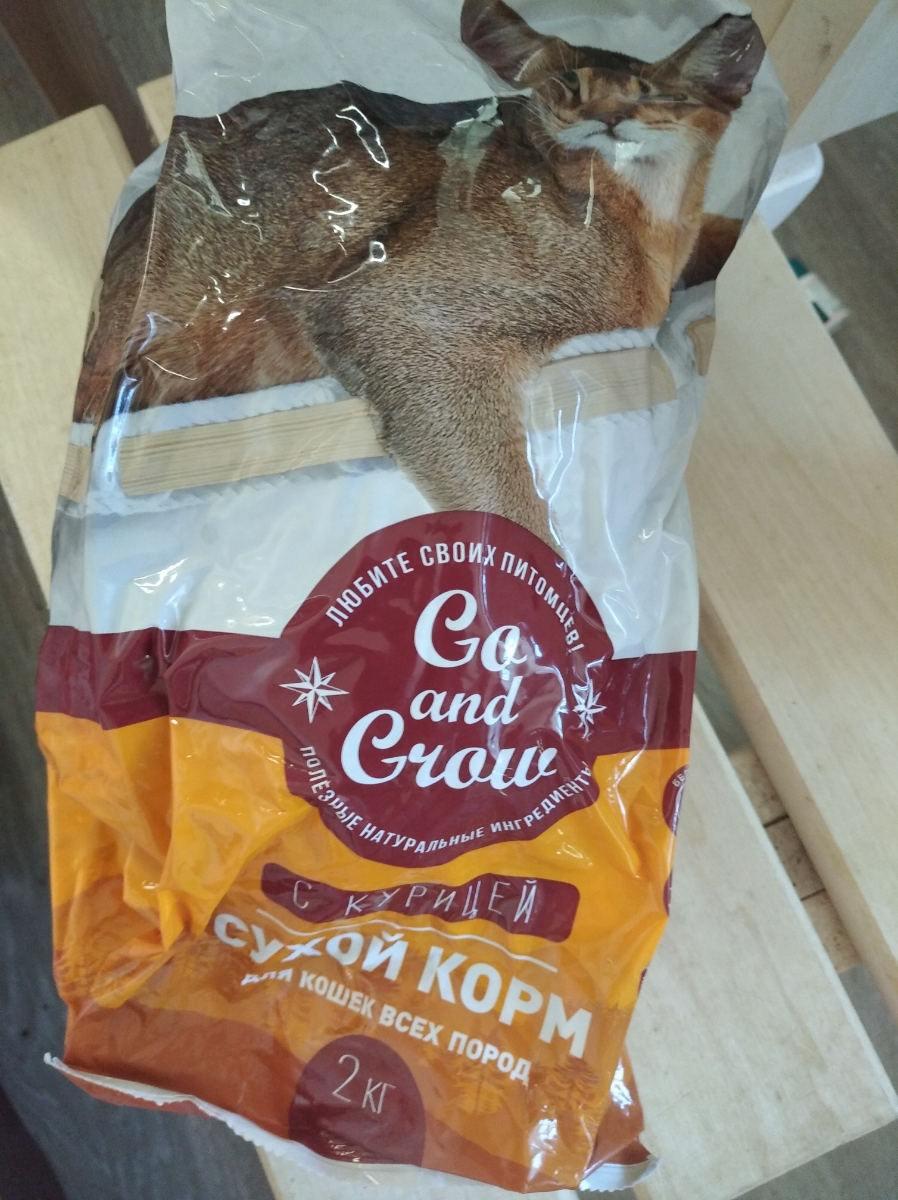 ЛЮБИТЕ СВОИХ ПИТОМЦЕВ!
Go
and
Grow
ПОЛЕЗНЫЕ НАТУРАЛЬНЫЕ ИНГРЕДИЕНТЫ
С КУРИЦЕЙ
СУХОЙ КОРМ
ДЛЯ КОШЕК ВСЕХ ПОРОД
2 КГ